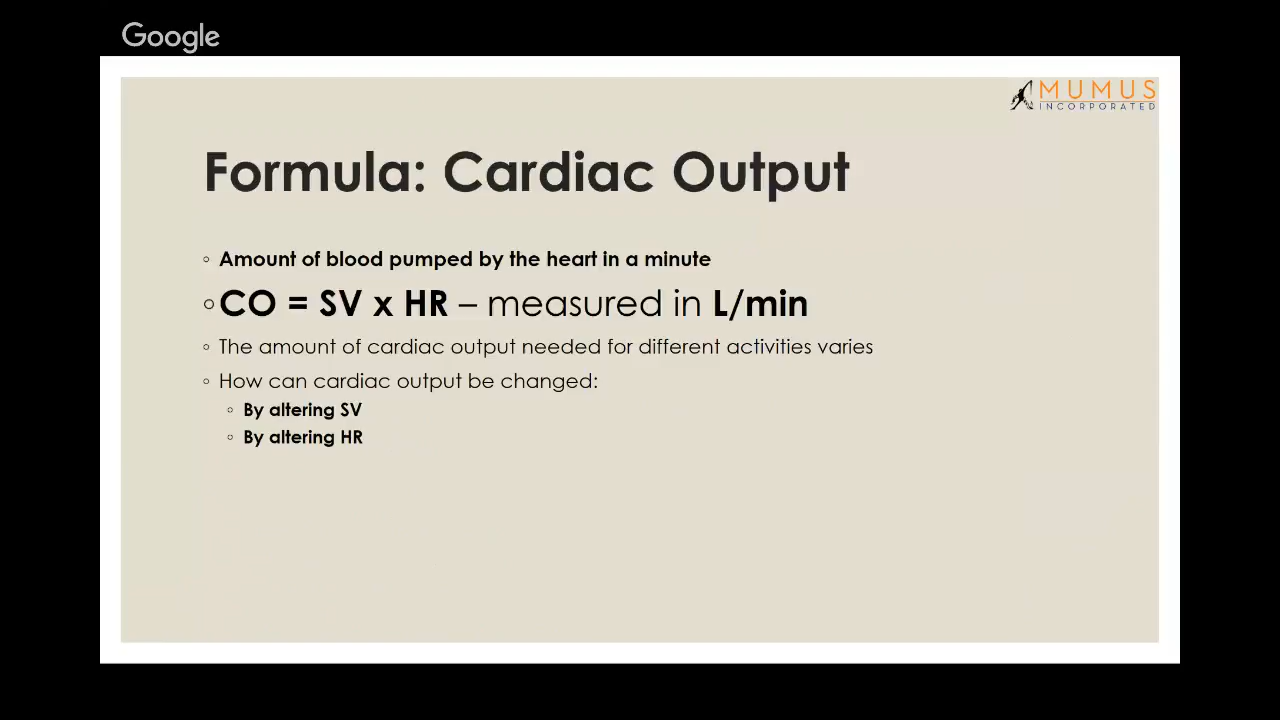 Google
MUMUS
INCORPORATED
Formula: Cardiac Output
◦ Amount of blood pumped by the heart in a minute
◦ CO = SV x HR – measured in L/min
◦ The amount of cardiac output needed for different activities varies
◦ How can cardiac output be changed:
◦ By altering SV
◦ By altering HR